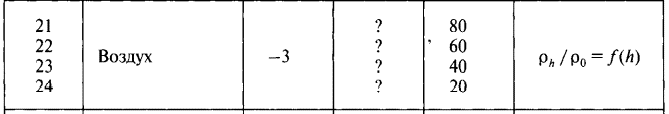 21 ? 80
22 ? 60
Воздух −3 ρh / ρ0 = f(h)
23 ? 40
24 ? 20